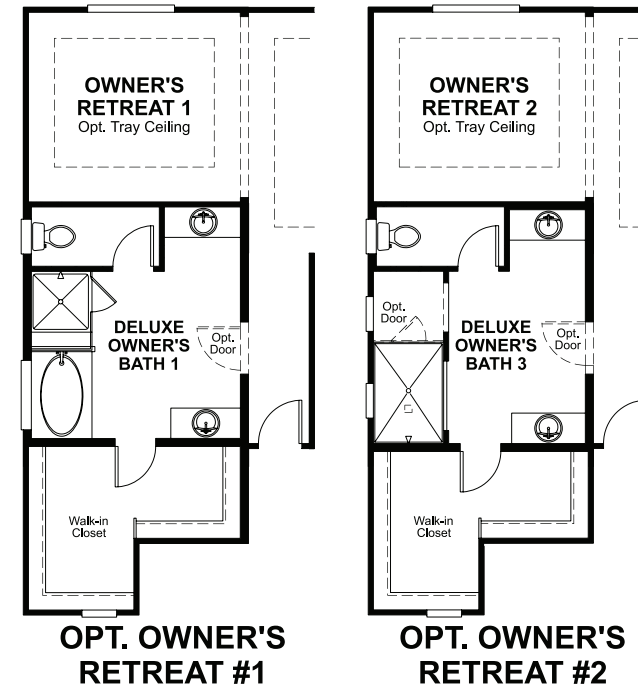 OWNER'S
RETREAT 1
Opt. Tray Ceiling
DELUXE
OWNER'S
BATH 1
Opt.
Door
Walk-in
Closet
OPT. OWNER'S
RETREAT #1
OWNER'S
RETREAT 2
Opt. Tray Ceiling
Opt.
Door
DELUXE
OWNER'S
BATH 3
Opt.
Door
Walk-in
Closet
OPT. OWNER'S
RETREAT #2